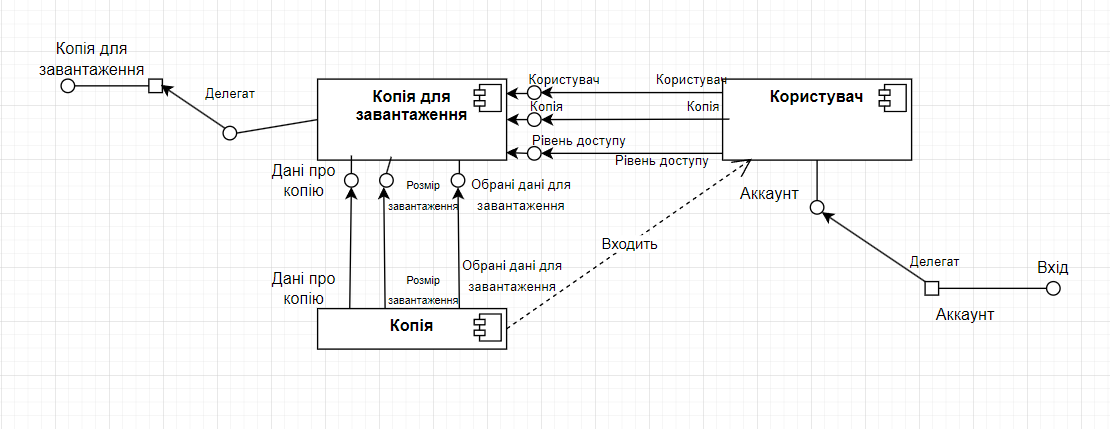 Копія для
завантаження
Делегат
Копія для
завантаження
Користувач
Користувач
Копія
Копія
Рівень доступу
Рівень доступу
Користувач
Дані про
копію
Розмір
завантаження
Обрані дані для
завантаження
Аккаунт
Входить
Делегат
Вхід
Аккаунт
Дані про
копію
Розмір
завантаження
Обрані дані для
завантаження
Копія